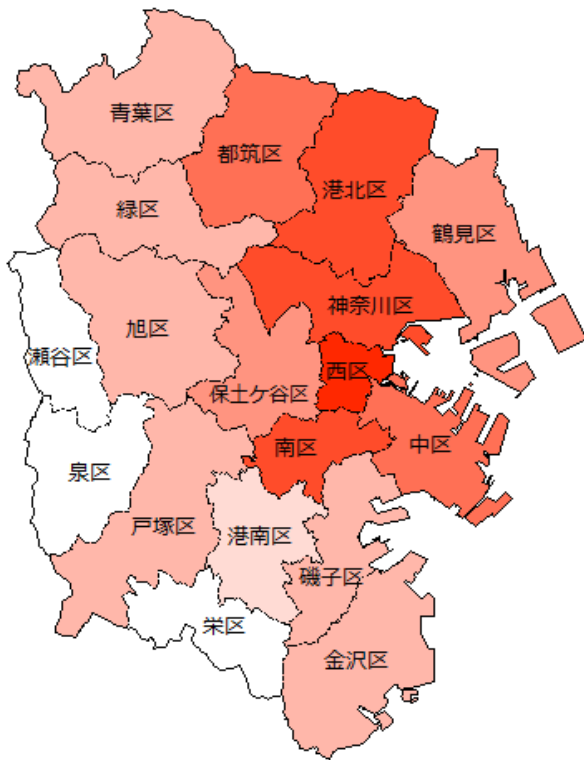 青葉区
都筑区
港北区
緑区
鶴見区
神奈川区
旭区
瀬谷区
西区
保土ケ谷区
南区
中区
泉区
戸塚区
港南区
磯子区
栄区
金沢区